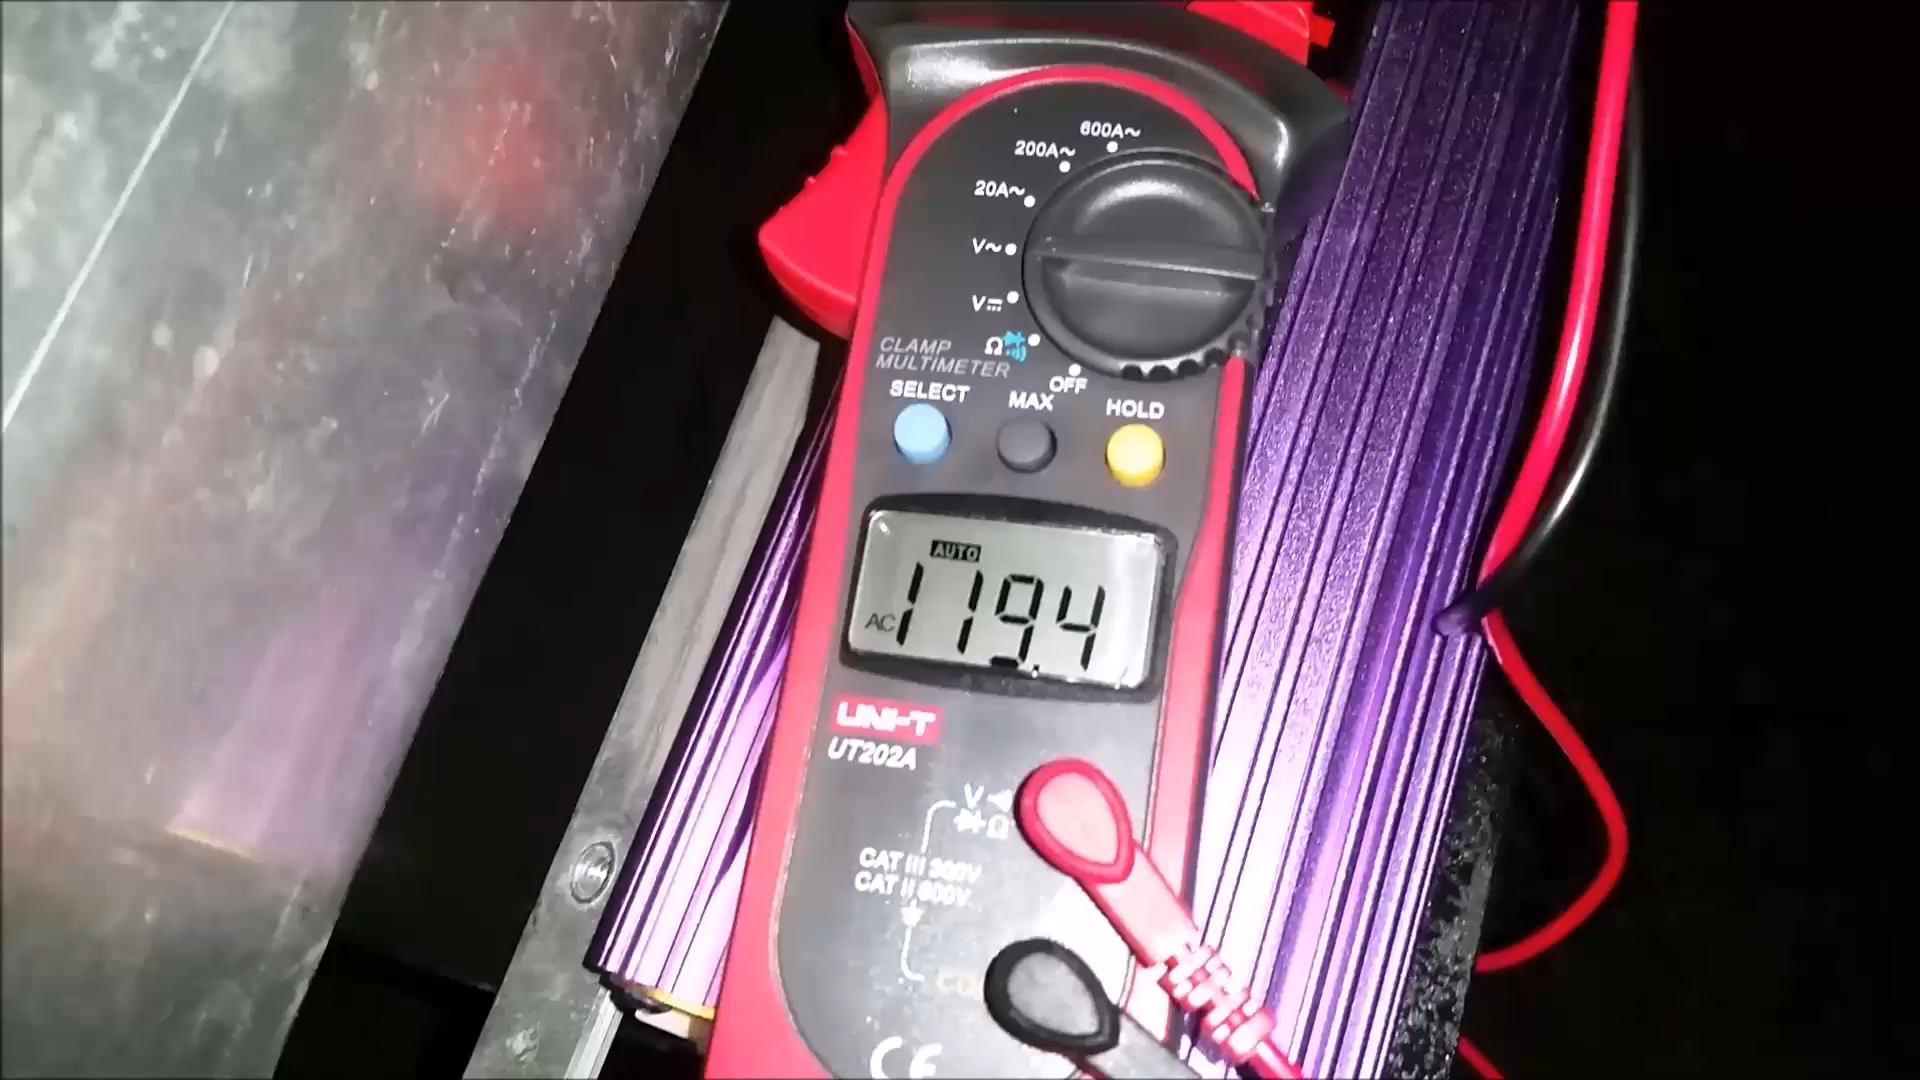 600A~
200A~
20A~
V~
V⎓
Ω
OFF
CLAMP
MULTIMETER
SELECT
MAX
HOLD
AUTO
AC 179.4
UNI-T
UT202A
V
Ω
CAT III 300V
CAT II 600V
CE